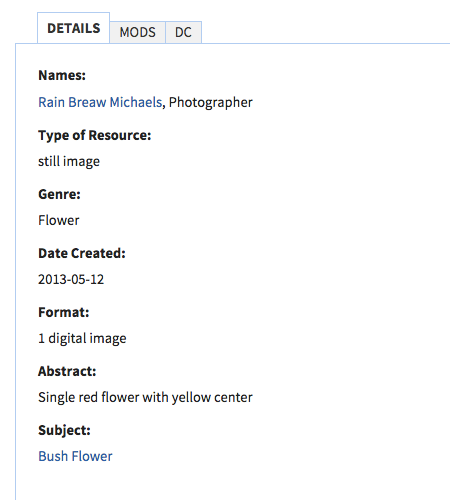 DETAILS MODS DC
Names:
Rain Breaw Michaels, Photographer
Type of Resource:
still image
Genre:
Flower
Date Created:
2013-05-12
Format:
1 digital image
Abstract:
Single red flower with yellow center
Subject:
Bush Flower